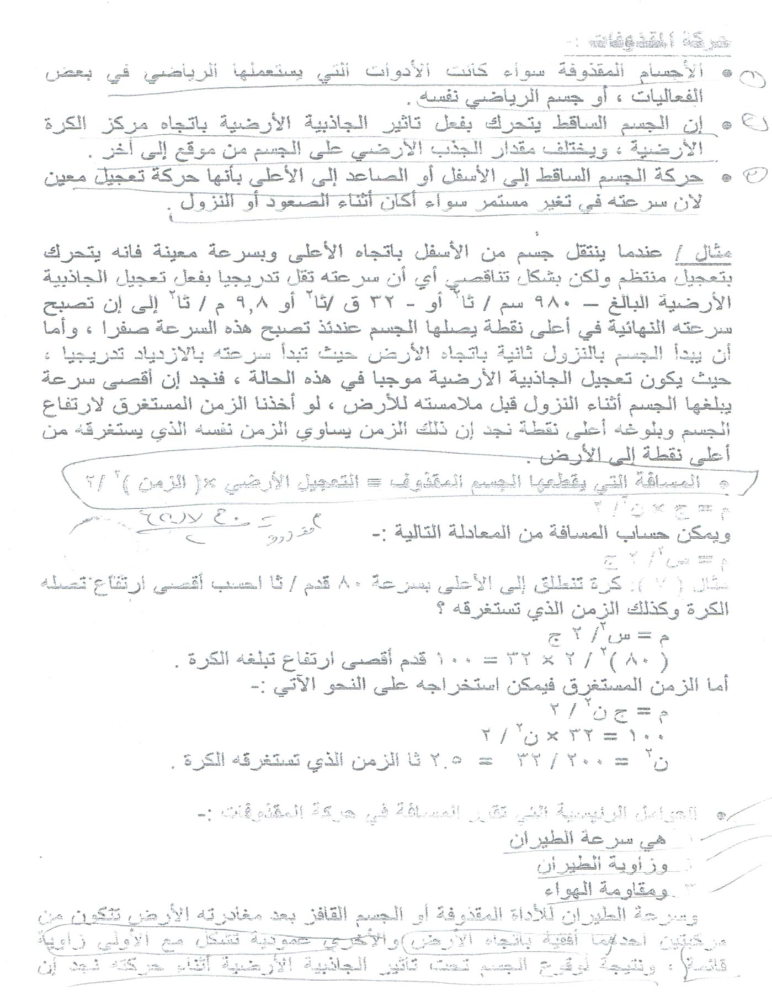 حركة المقذوفات :-
• الأجسام المقذوفة سواء كانت الأدوات التي يستعملها الرياضي في بعض
الفعاليات ، أو جسم الرياضي نفسه .
• إن الجسم الساقط يتحرك بفعل تاثير الجاذبية الأرضية باتجاه مركز الكرة
الأرضية ، ويختلف مقدار الجذب الأرضي على الجسم من موقع إلى أخر .
• حركة الجسم الساقط إلى الأسفل أو الصاعد إلى الأعلى بأنها حركة تعجيل معين
لان سرعته في تغير مستمر سواء أكان أثناء الصعود أو النزول .
مثال / عندما ينتقل جسم من الأسفل باتجاه الأعلى وبسرعة معينة فانه يتحرك
بتعجيل منتظم ولكن بشكل تناقصي أي أن سرعته تقل تدريجيا بفعل تعجيل الجاذبية
الأرضية البالغ – ٩٨٠ سم / ثا٢ أو - ٣٢ ق /ثا٢ أو ٩,٨ م / ثا٢ إلى إن تصبح
سرعته النهائية في أعلى نقطة يصلها الجسم عندئذ تصبح هذه السرعة صفرا ، وأما
أن يبدأ الجسم بالنزول ثانية باتجاه الأرض حيث تبدأ سرعته بالازدياد تدريجيا ،
حيث يكون تعجيل الجاذبية الأرضية موجبا في هذه الحالة ، فنجد إن أقصى سرعة
يبلغها الجسم أثناء النزول قبل ملامسته للأرض ، لو أخذنا الزمن المستغرق لارتفاع
الجسم وبلوغه أعلى نقطة نجد إن ذلك الزمن يساوي الزمن نفسه الذي يستغرقه من
أعلى نقطة إلى الأرض .
• المسافة التي يقطعها الجسم المقذوف = التعجيل الأرضي ×( الزمن )٢ /٢
م = ج × ن٢ / ٢
ويمكن حساب المسافة من المعادلة التالية :-
م = س٢ / ٢ ج
مثال ( ٧ ): كرة تنطلق إلى الأعلى بسرعة ٨٠ قدم / ثا احسب أقصى ارتفاع تصله
الكرة وكذلك الزمن الذي تستغرقه ؟
م = س٢ / ٢ ج
( ٨٠ )٢ / ٢ × ٣٢ = ١٠٠ قدم أقصى ارتفاع تبلغه الكرة .
أما الزمن المستغرق فيمكن استخراجه على النحو الآتي :-
م = ج ن٢ / ٢
١٠٠ = ٣٢ × ن٢ / ٢
ن٢ = ٢٠٠ / ٣٢ = ٢.٥ ثا الزمن الذي تستغرقه الكرة .
• العوامل الرئيسية التي تقرر المسافة في حركة المقذوفات :-
١ هي سرعة الطيران
٢ وزاوية الطيران
٣ ومقاومة الهواء
وسرعة الطيران للأداة المقذوفة أو الجسم القافز بعد مغادرته الأرض تتكون من
مركبتين احدهما أفقية باتجاه الأرض والأخرى عمودية تشكل مع الأولى زاوية
قائمة ، ونتيجة لوقوع الجسم تحت تاثير الجاذبية الأرضية أثناء حركته نجد إن